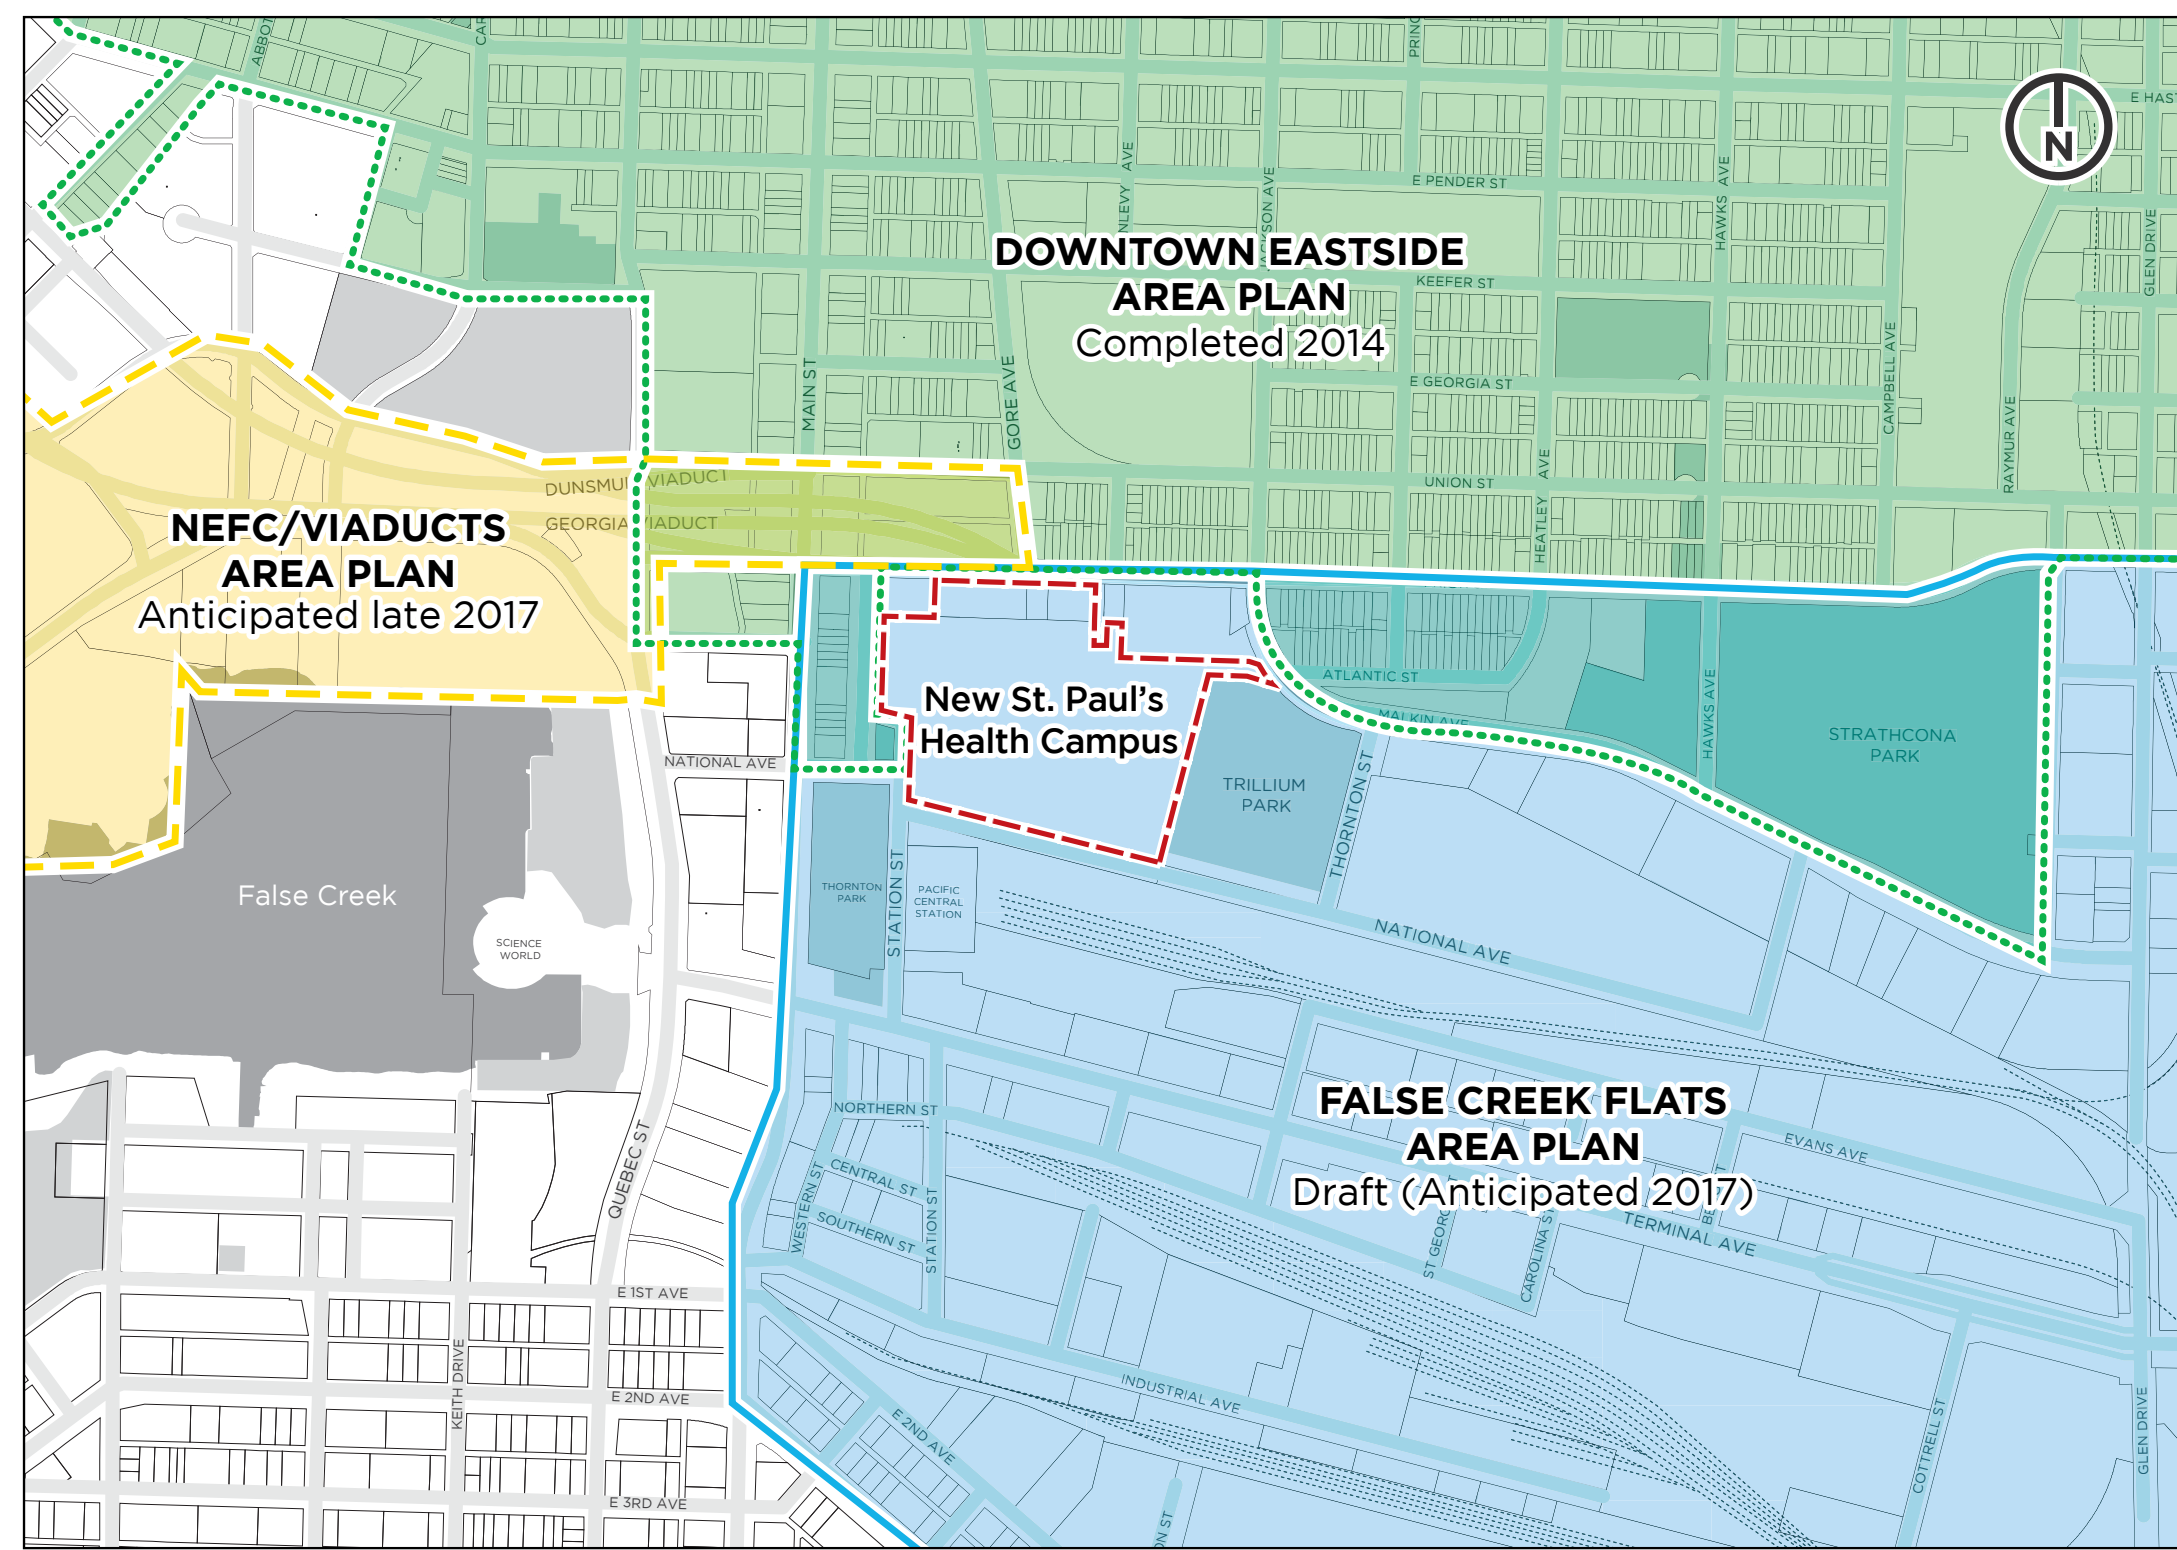 E PENDER ST
HAWKS AVE
N
GLEN DRIVE
DOWNTOWN EASTSIDE
AREA PLAN
Completed 2014
KEEFER ST
MAIN ST
GORE AVE
E GEORGIA ST
CAMPBELL AVE
RAYMUR AVE
UNION ST
HEATLEY AVE
VIADUCT
GEORGIA VIADUCT
NEFC/VIADUCTS
AREA PLAN
Anticipated late 2017
New St. Paul's
Health Campus
ATLANTIC ST
MALKIN AVE
HAWKS AVE
STRATHCONA
PARK
NATIONAL AVE
TRILLIUM
PARK
THORNTON ST
THORNTON
PARK
STATION ST
PACIFIC
CENTRAL
STATION
False Creek
SCIENCE
WORLD
NATIONAL AVE
NORTHERN ST
FALSE CREEK FLATS
AREA PLAN
Draft (Anticipated 2017)
EVANS AVE
QUEBEC ST
WESTERN ST
CENTRAL ST
SOUTHERN ST
STATION ST
CAROLINA ST
TERMINAL AVE
E 1ST AVE
KEITH DRIVE
E 2ND AVE
INDUSTRIAL AVE
E 2ND AVE
COTTRELL ST
GLEN DRIVE
E 3RD AVE